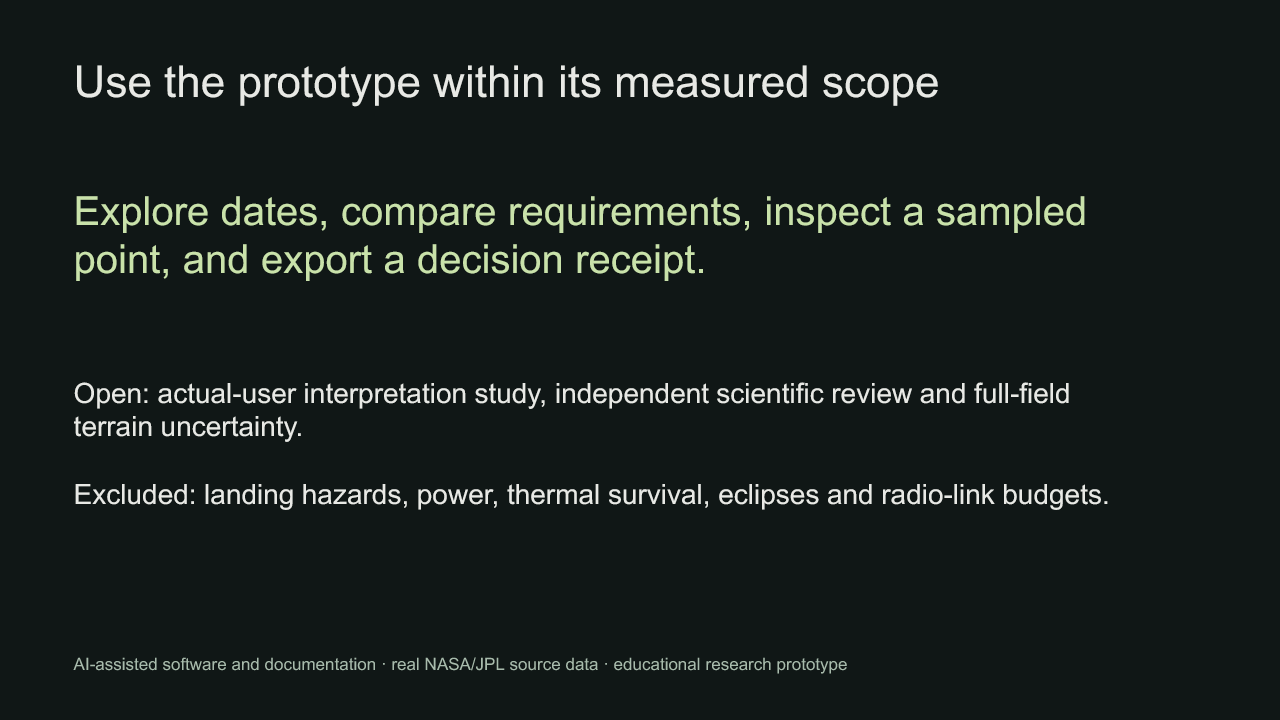 Use the prototype within its measured scope
Explore dates, compare requirements, inspect a sampled
point, and export a decision receipt.
Open: actual-user interpretation study, independent scientific review and full-field
terrain uncertainty.
Excluded: landing hazards, power, thermal survival, eclipses and radio-link budgets.
AI-assisted software and documentation · real NASA/JPL source data · educational research prototype